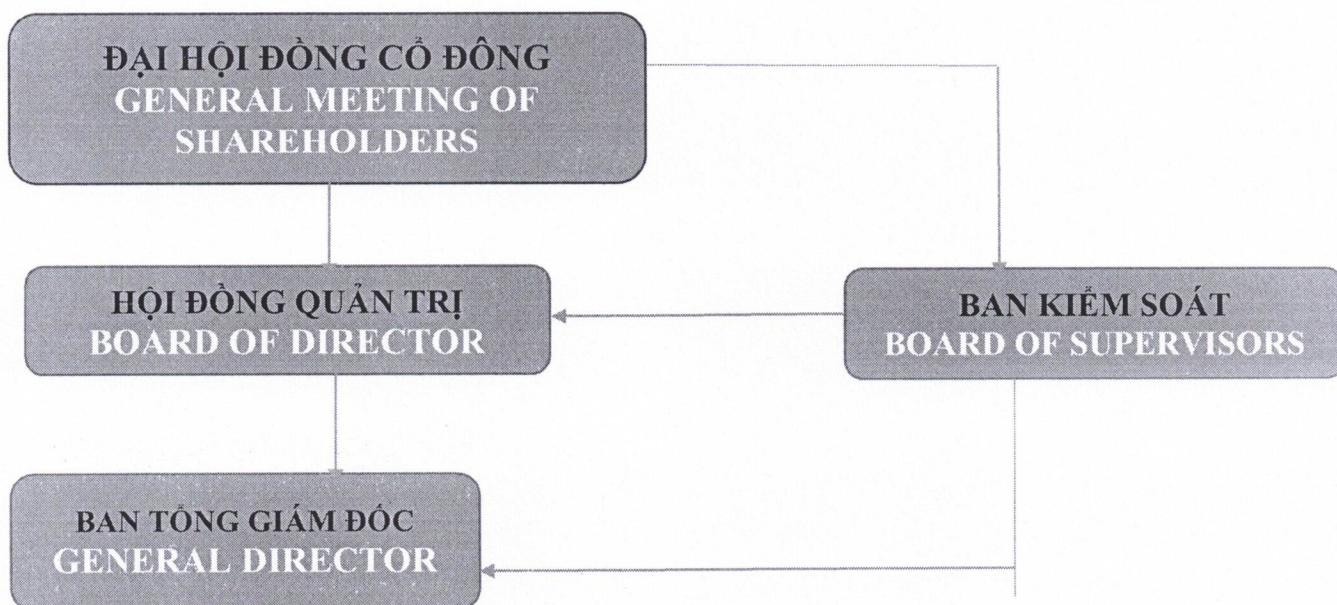 ĐẠI HỘI ĐỒNG CỔ ĐÔNG
GENERAL MEETING OF
SHAREHOLDERS
HỘI ĐỒNG QUẢN TRỊ
BOARD OF DIRECTOR
BAN KIỂM SOÁT
BOARD OF SUPERVISORS
BAN TỔNG GIÁM ĐỐC
GENERAL DIRECTOR